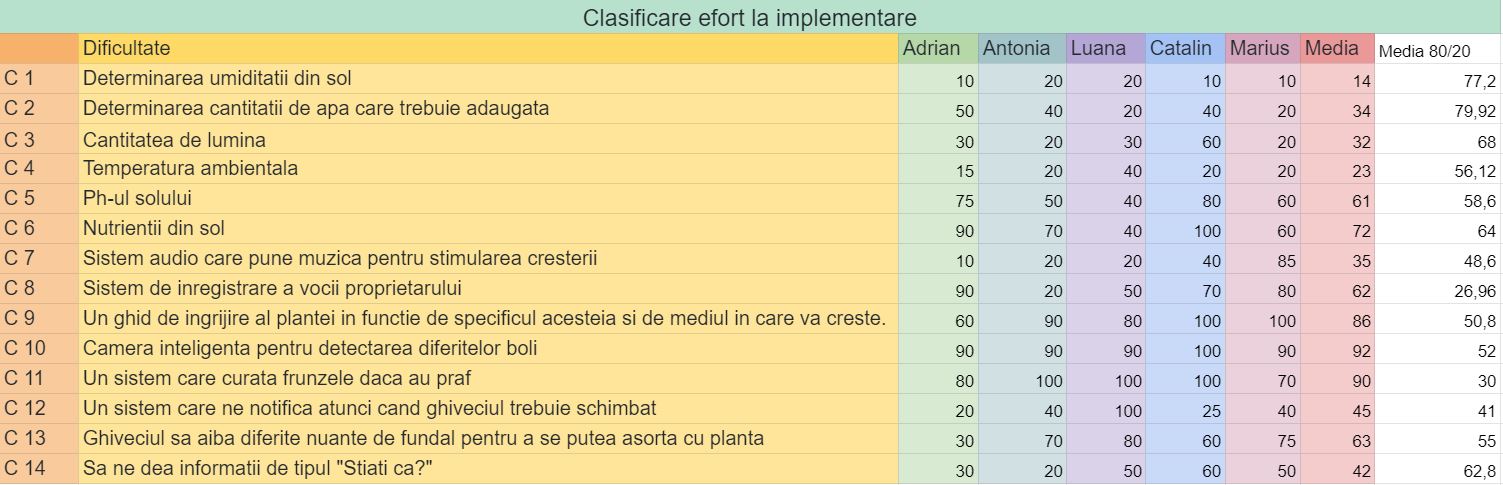 Clasificare efort la implementare
Dificultate Adrian Antonia Luana Catalin Marius Media Media 80/20
C 1 Determinarea umiditatii din sol 10 20 20 10 10 14 77,2
C 2 Determinarea cantitatii de apa care trebuie adaugata 50 40 20 40 20 34 79,92
C 3 Cantitatea de lumina 30 20 30 60 20 32 68
C 4 Temperatura ambientala 15 20 40 20 20 23 56,12
C 5 Ph-ul solului 75 50 40 80 60 61 58,6
C 6 Nutrientii din sol 90 70 40 100 60 72 64
C 7 Sistem audio care pune muzica pentru stimularea cresterii 10 20 20 40 85 35 48,6
C 8 Sistem de inregistrare a vocii proprietarului 90 20 50 70 80 62 26,96
C 9 Un ghid de ingrijire al plantei in functie de specificul acesteia si de mediul in care va creste. 60 90 80 100 100 86 50,8
C 10 Camera inteligenta pentru detectarea diferitelor boli 90 90 90 100 90 92 52
C 11 Un sistem care curata frunzele daca au praf 80 100 100 100 70 90 30
C 12 Un sistem care ne notifica atunci cand ghiveciul trebuie schimbat 20 40 100 25 40 45 41
C 13 Ghiveciul sa aiba diferite nuante de fundal pentru a se putea asorta cu planta 30 70 80 60 75 63 55
C 14 Sa ne dea informatii de tipul "Stiati ca?" 30 20 50 60 50 42 62,8